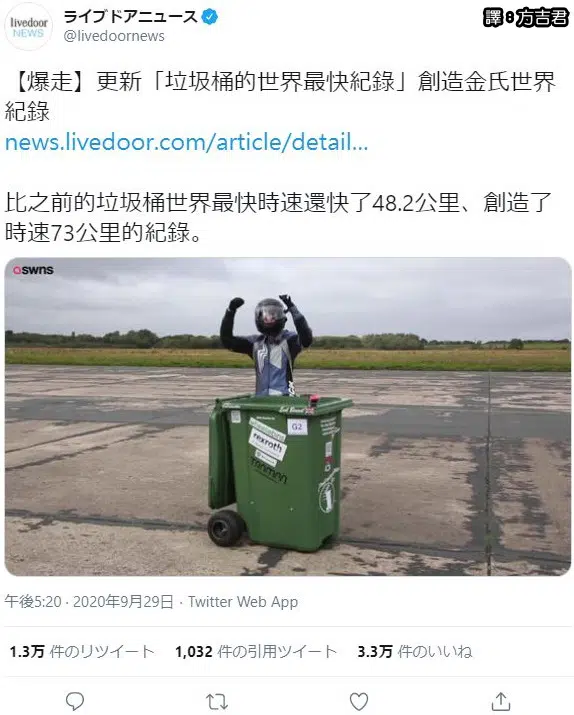 livedoor
NEWS
ライブドアニュース
@livedoornews
譯:方吉君
【爆走】更新「垃圾桶的世界最快紀錄」創造金氏世界
紀錄
news.livedoor.com/article/detail...
比之前的垃圾桶世界最快時速還快了48.2公里、創造了
時速73公里的紀錄。
swns
G2
rexroth
午後5:20 · 2020年9月29日 · Twitter Web App
1.3万 件のリツイート 1,032 件の引用ツイート 3.3万 件のいいね